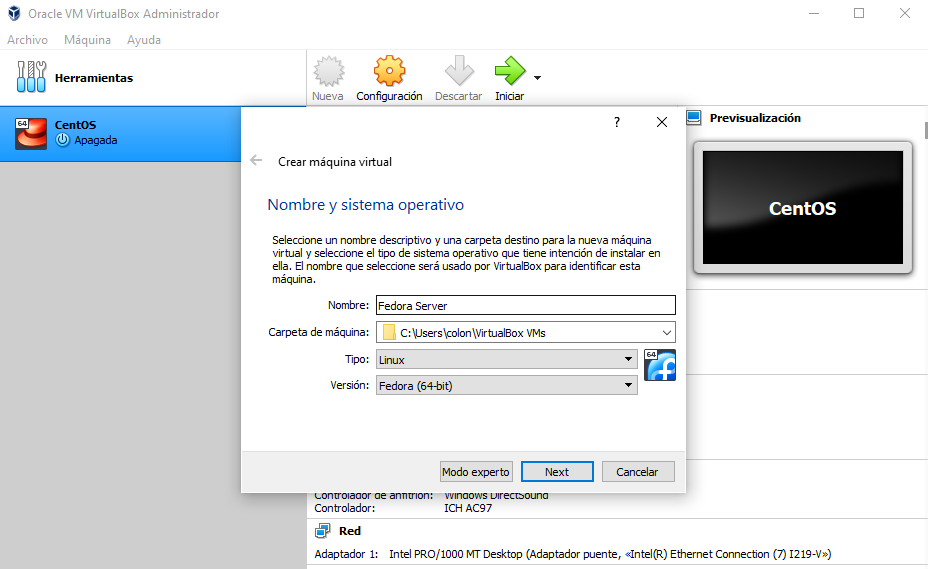 Oracle VM VirtualBox Administrador
Archivo Máquina Ayuda
Herramientas
Nueva Configuración Descartar Iniciar
64
CentOS
Apagada
Previsualización
CentOS
?
Crear máquina virtual
Nombre y sistema operativo
Seleccione un nombre descriptivo y una carpeta destino para la nueva máquina
virtual y seleccione el tipo de sistema operativo que tiene intención de instalar en
ella. El nombre que seleccione será usado por VirtualBox para identificar esta
máquina.
Nombre: Fedora Server
Carpeta de máquina: C:\Users\colon\VirtualBox VMs
Tipo: Linux
64
Versión: Fedora (64-bit)
Modo experto Next Cancelar
Controlador de anfitrión: Windows DirectSound
Controlador: ICH AC97
Red
Adaptador 1: Intel PRO/1000 MT Desktop (Adaptador puente, «Intel(R) Ethernet Connection (7) I219-V»)